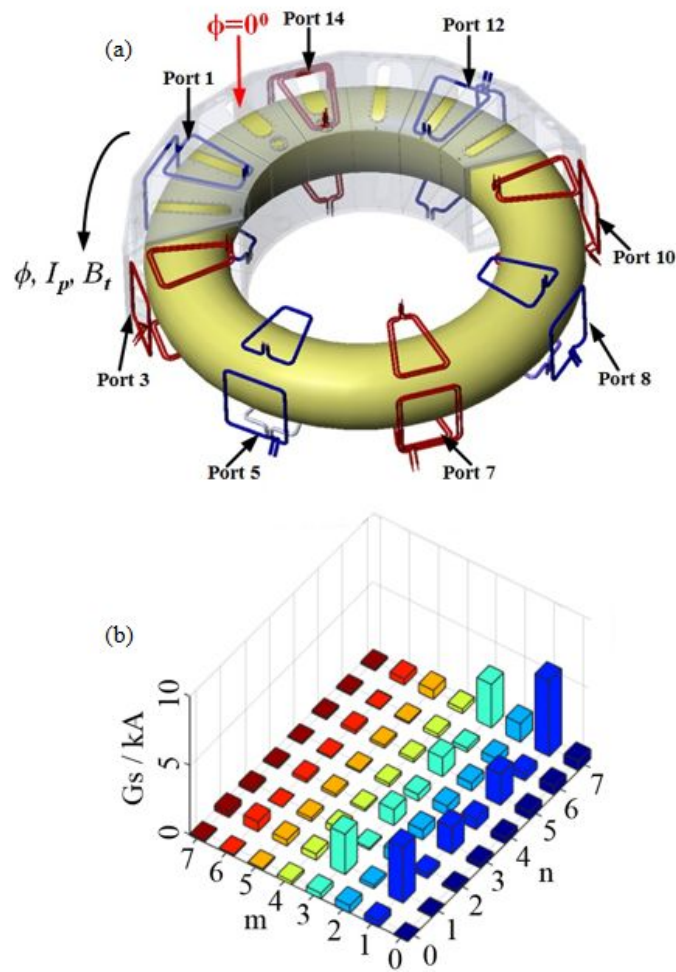 (a)
ϕ=0⁰
Port 14
Port 12
Port 1
ϕ, Iₚ, Bₜ
Port 10
Port 3
Port 8
Port 5
Port 7
(b)
Gs / kA
10
5
0
7
6
5
4
3
2
1
0
m
0
1
2
3
4
5
6
7
n